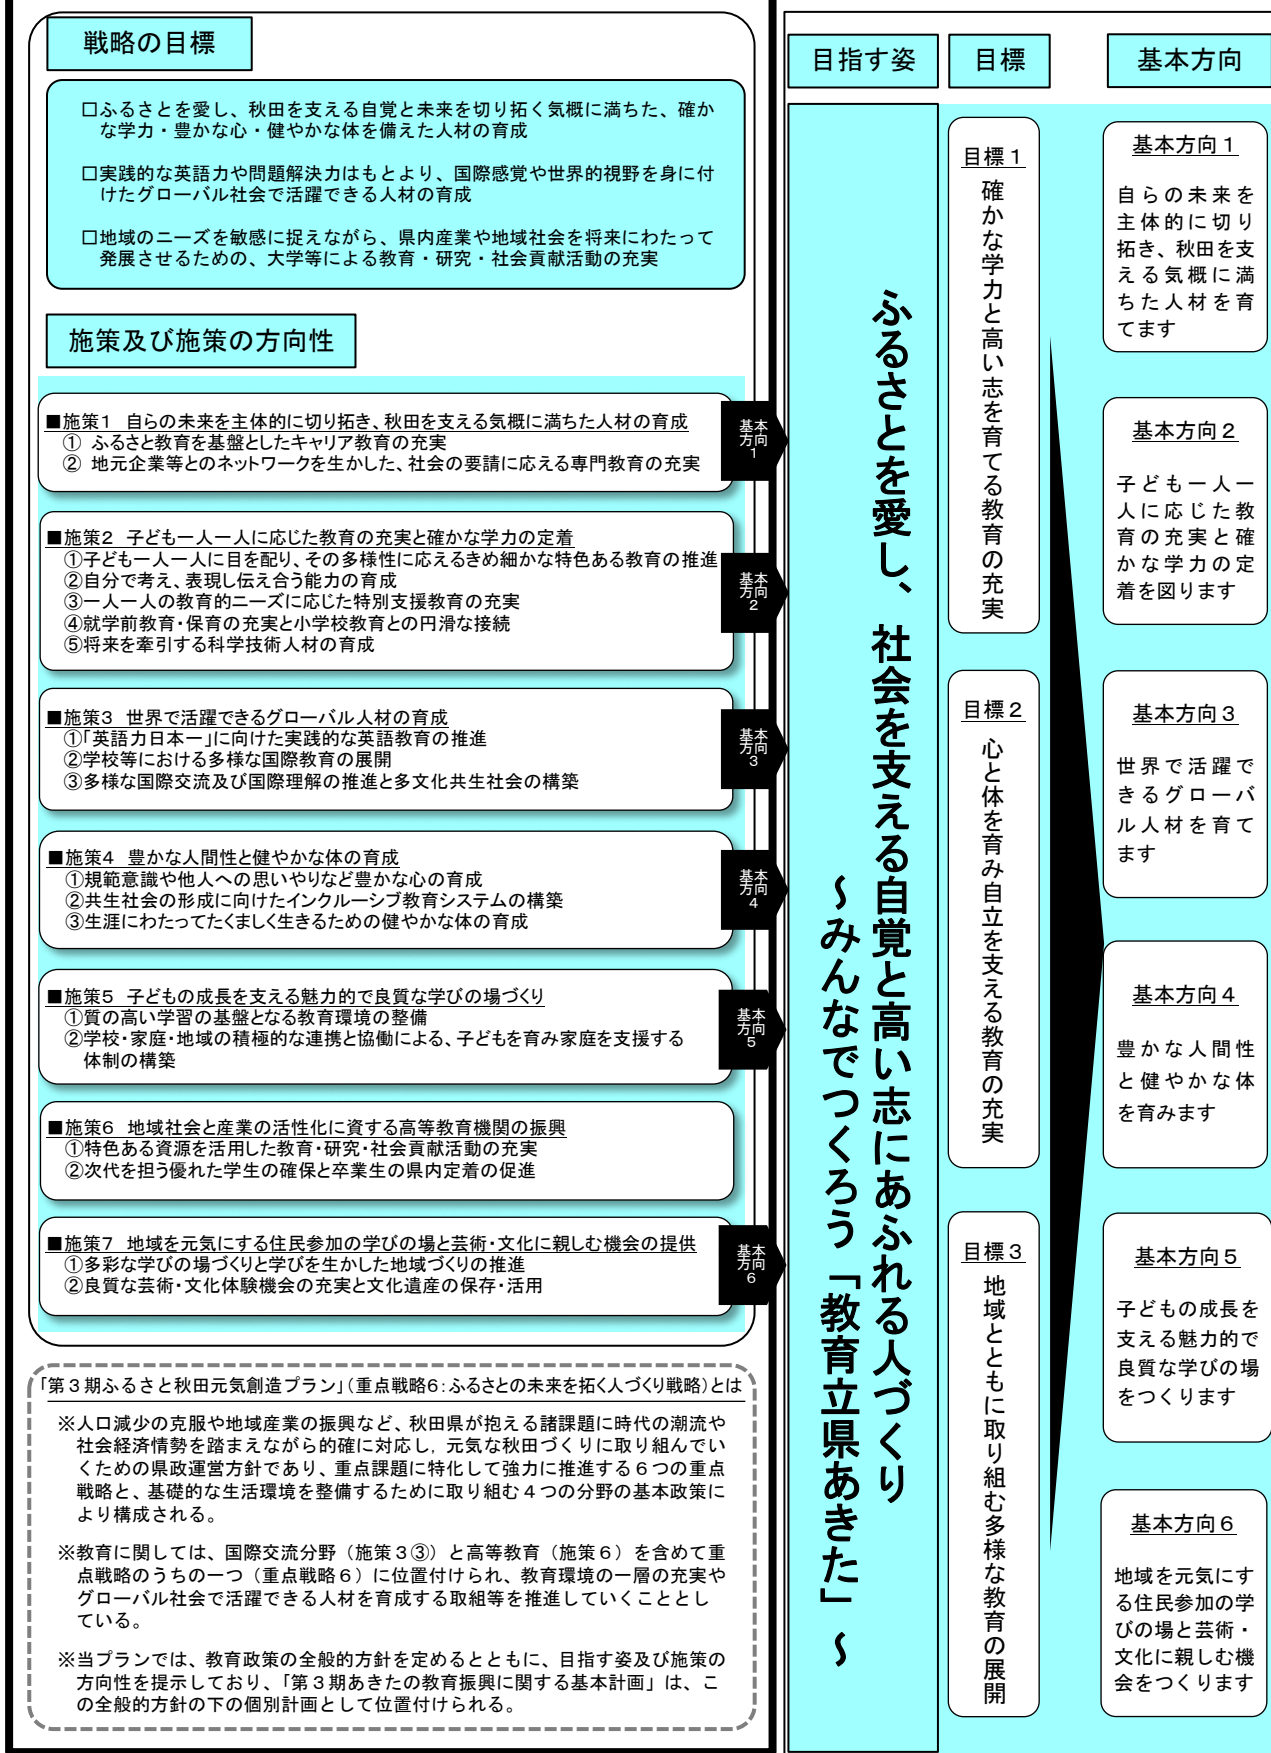 戦略の目標
□ふるさとを愛し、秋田を支える自覚と未来を切り拓く気概に満ちた、確か
な学力・豊かな心・健やかな体を備えた人材の育成
□実践的な英語力や問題解決力はもとより、国際感覚や世界的視野を身に付
けたグローバル社会で活躍できる人材の育成
□地域のニーズを敏感に捉えながら、県内産業や地域社会を将来にわたって
発展させるための、大学等による教育・研究・社会貢献活動の充実
施策及び施策の方向性
■施策1 自らの未来を主体的に切り拓き、秋田を支える気概に満ちた人材の育成
① ふるさと教育を基盤としたキャリア教育の充実
② 地元企業等とのネットワークを生かした、社会の要請に応える専門教育の充実
基本方向1
■施策2 子ども一人一人に応じた教育の充実と確かな学力の定着
①子ども一人一人に目を配り、その多様性に応えるきめ細かな特色ある教育の推進
②自分で考え、表現し伝え合う能力の育成
③一人一人の教育的ニーズに応じた特別支援教育の充実
④就学前教育・保育の充実と小学校教育との円滑な接続
⑤将来を牽引する科学技術人材の育成
基本方向2
■施策3 世界で活躍できるグローバル人材の育成
①「英語力日本一」に向けた実践的な英語教育の推進
②学校等における多様な国際教育の展開
③多様な国際交流及び国際理解の推進と多文化共生社会の構築
基本方向3
■施策4 豊かな人間性と健やかな体の育成
①規範意識や他人への思いやりなど豊かな心の育成
②共生社会の形成に向けたインクルーシブ教育システムの構築
③生涯にわたってたくましく生きるための健やかな体の育成
基本方向4
■施策5 子どもの成長を支える魅力的で良質な学びの場づくり
①質の高い学習の基盤となる教育環境の整備
②学校・家庭・地域の積極的な連携と協働による、子どもを育み家庭を支援する
体制の構築
基本方向5
■施策6 地域社会と産業の活性化に資する高等教育機関の振興
①特色ある資源を活用した教育・研究・社会貢献活動の充実
②次代を担う優れた学生の確保と卒業生の県内定着の促進
■施策7 地域を元気にする住民参加の学びの場と芸術・文化に親しむ機会の提供
①多彩な学びの場づくりと学びを生かした地域づくりの推進
②良質な芸術・文化体験機会の充実と文化遺産の保存・活用
基本方向6
「第3期ふるさと秋田元気創造プラン」(重点戦略6:ふるさとの未来を拓く人づくり戦略)とは
※人口減少の克服や地域産業の振興など、秋田県が抱える諸課題に時代の潮流や
社会経済情勢を踏まえながら的確に対応し,元気な秋田づくりに取り組んでい
くための県政運営方針であり、重点課題に特化して強力に推進する6つの重点
戦略と、基礎的な生活環境を整備するために取り組む4つの分野の基本政策に
より構成される。
※教育に関しては、国際交流分野(施策3③)と高等教育(施策6)を含めて重
点戦略のうちの一つ(重点戦略6)に位置付けられ、教育環境の一層の充実や
グローバル社会で活躍できる人材を育成する取組等を推進していくこととし
ている。
※当プランでは、教育政策の全般的方針を定めるとともに、目指す姿及び施策の
方向性を提示しており、「第3期あきたの教育振興に関する基本計画」は、こ
の全般的方針の下の個別計画として位置付けられる。
目指す姿
ふるさとを愛し、社会を支える自覚と高い志にあふれる人づくり
~みんなでつくろう「教育立県あきた」~
目標
目標1
確かな学力と高い志を育てる教育の充実
目標2
心と体を育み自立を支える教育の充実
目標3
地域とともに取り組む多様な教育の展開
基本方向
基本方向1
自らの未来を
主体的に切り
拓き、秋田を支
える気概に満
ちた人材を育
てます
基本方向2
子ども一人一
人に応じた教
育の充実と確
かな学力の定
着を図ります
基本方向3
世界で活躍で
きるグローバ
ル人材を育て
ます
基本方向4
豊かな人間性
と健やかな体
を育みます
基本方向5
子どもの成長を
支える魅力的で
良質な学びの場
をつくります
基本方向6
地域を元気にす
る住民参加の学
びの場と芸術・
文化に親しむ機
会をつくります